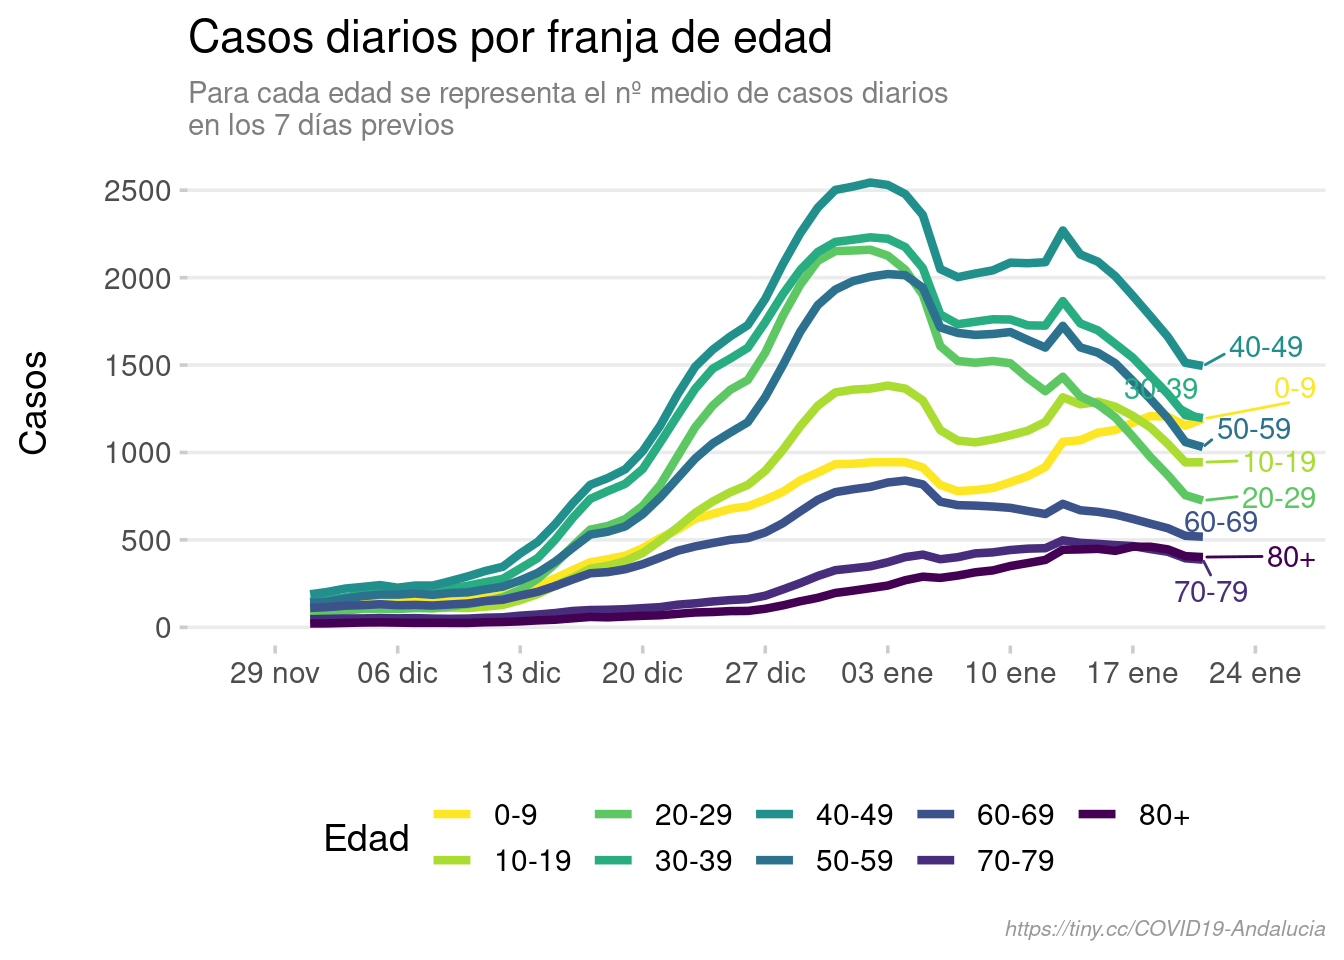 Casos diarios por franja de edad
Para cada edad se representa el nº medio de casos diarios
en los 7 días previos
Casos
2500
2000
1500
1000
500
0
40-49
30-39
0-9
50-59
10-19
20-29
60-69
80+
70-79
29 nov 06 dic 13 dic 20 dic 27 dic 03 ene 10 ene 17 ene 24 ene
Edad
0-9 20-29 40-49 60-69 80+
10-19 30-39 50-59 70-79
https://tiny.cc/COVID19-Andalucia